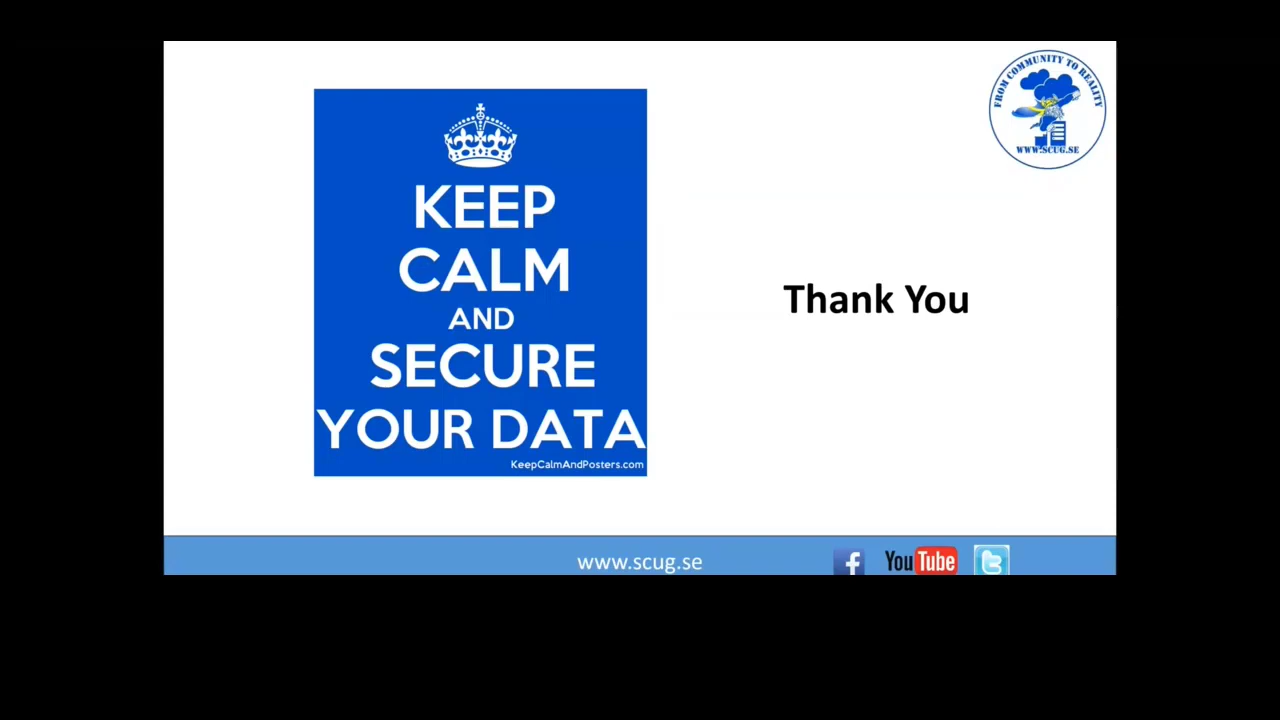 FROM COMMUNITY TO REALITY
WWW.SCUG.SE
KEEP
CALM
AND
SECURE
YOUR DATA
KeepCalmAndPosters.com
Thank You
www.scug.se
f
YouTube
t